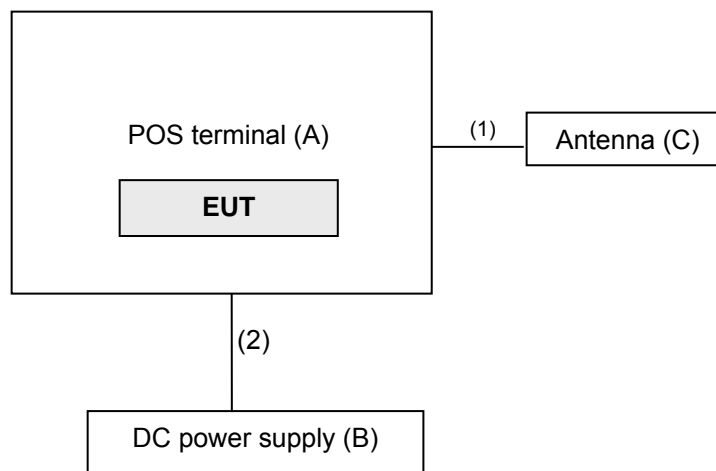 POS terminal (A)
(1)
Antenna (C)
EUT
(2)
DC power supply (B)